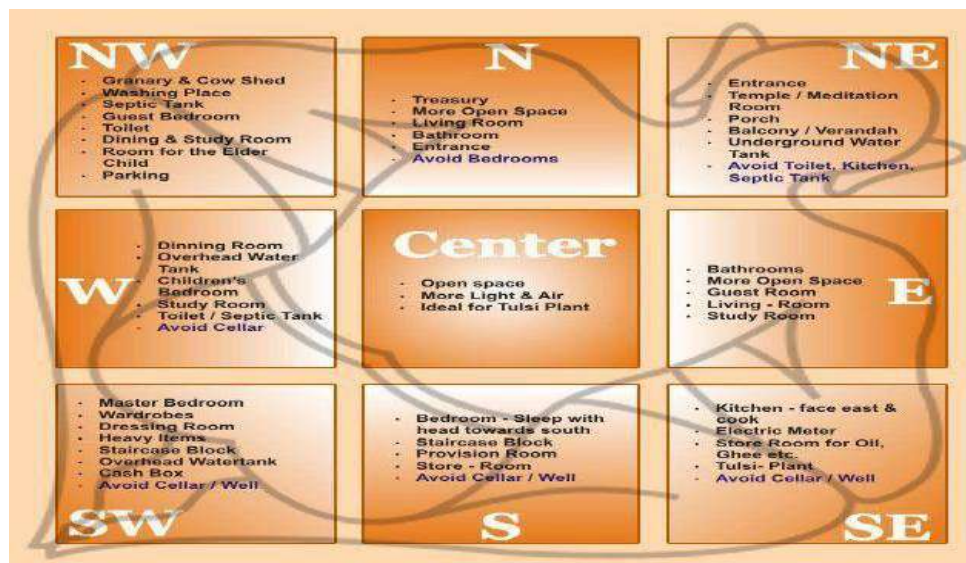 NW
- Granary & Cow Shed
- Washing Place
- Septic Tank
- Guest Bedroom
- Toilet
- Dining & Study Room
- Room for the Elder
Child
- Parking
N
- Treasury
- More Open Space
- Living Room
- Bathroom
- Entrance
- Avoid Bedrooms
NE
- Entrance
- Temple / Meditation
Room
- Porch
- Balcony / Verandah
- Underground Water
Tank
- Avoid Toilet, Kitchen,
Septic Tank
W
- Dinning Room
- Overhead Water
Tank
- Children's
Bedroom
- Study Room
- Toilet / Septic Tank
- Avoid Cellar
Center
- Open space
- More Light & Air
- Ideal for Tulsi Plant
E
- Bathrooms
- More Open Space
- Guest Room
- Living - Room
- Study Room
- Master Bedroom
- Wardrobes
- Dressing Room
- Heavy Items
- Staircase Block
- Overhead Watertank
- Cash Box
- Avoid Cellar / Well
SW
- Bedroom - Sleep with
head towards south
- Staircase Block
- Provision Room
- Store - Room
- Avoid Cellar / Well
S
- Kitchen - face east &
cook
- Electric Meter
- Store Room for Oil,
Ghee etc.
- Tulsi- Plant
- Avoid Cellar / Well
SE